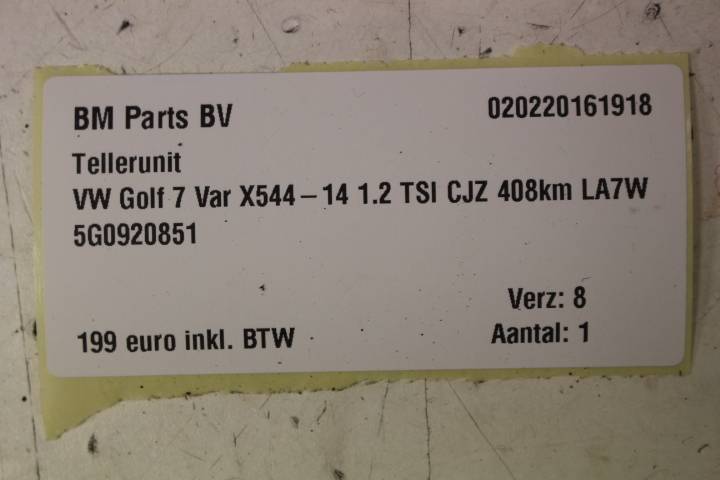 BM Parts BV 020220161918
Tellerunit
VW Golf 7 Var X544-14 1.2 TSI CJZ 408km LA7W
5G0920851
Verz: 8
199 euro inkl. BTW Aantal: 1